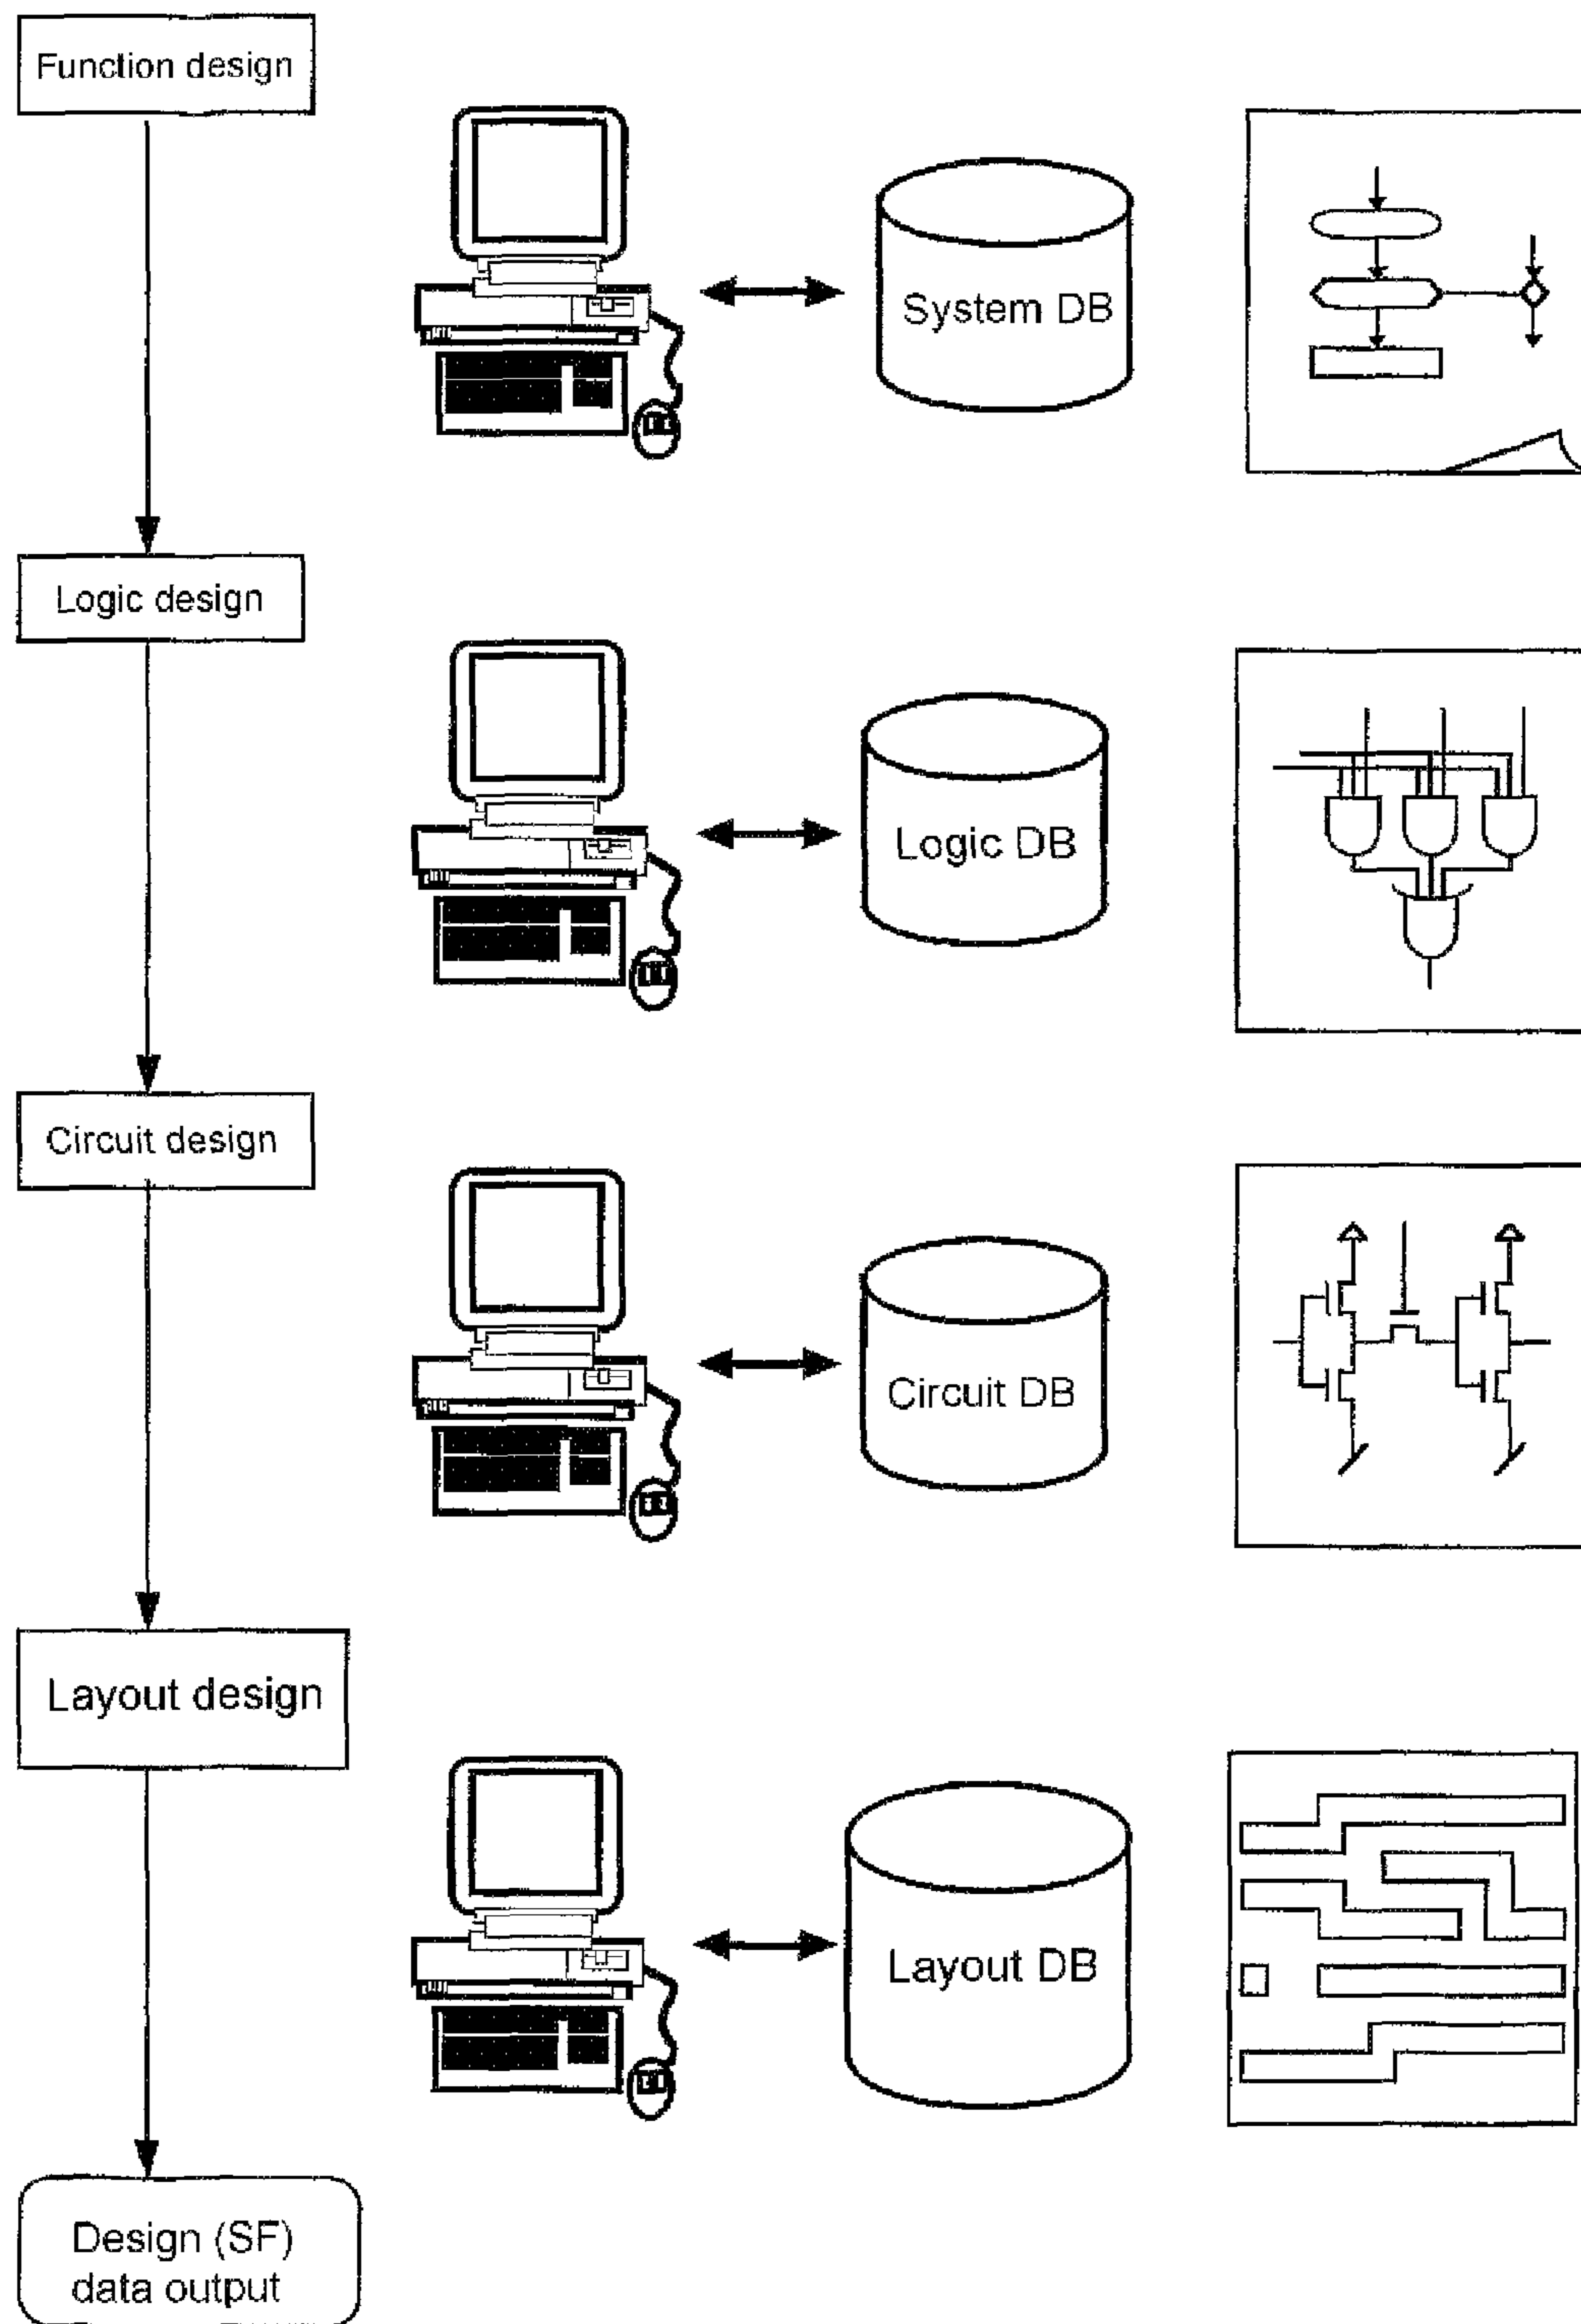 Function design
System DB
Logic design
Logic DB
Circuit design
Circuit DB
Layout design
Layout DB
Design (SF)
data output